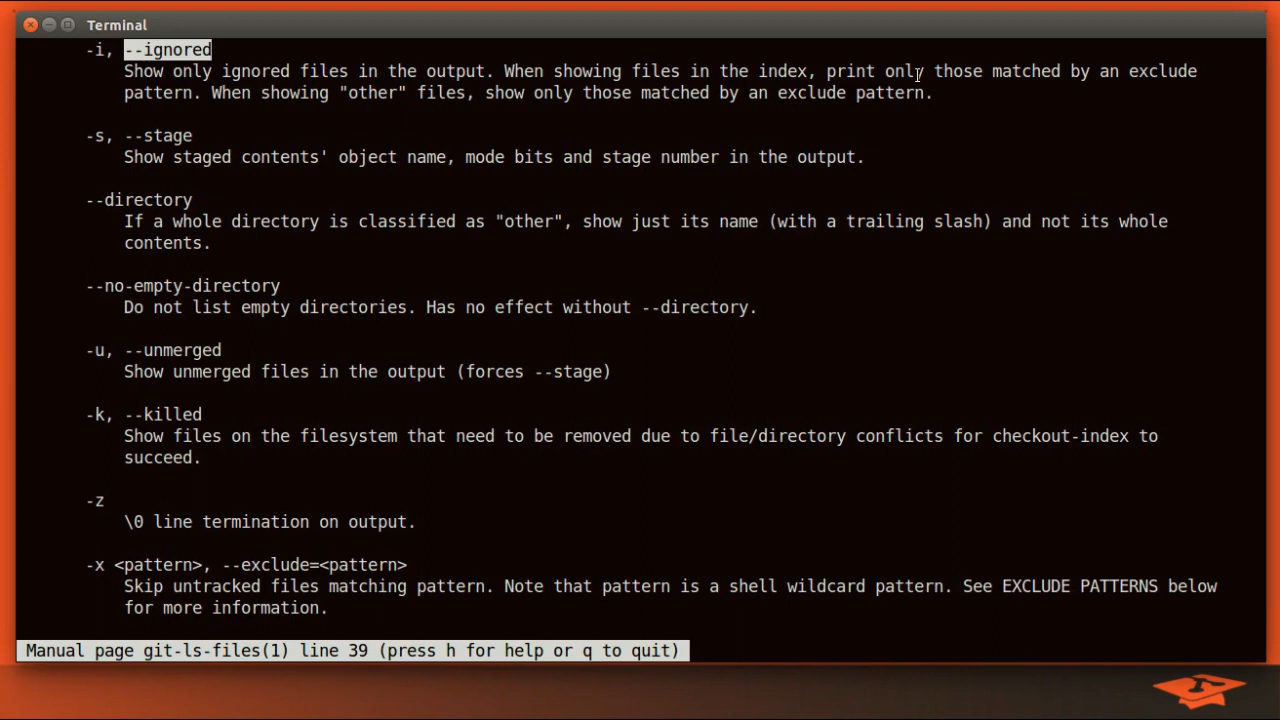 Terminal
-i, --ignored
Show only ignored files in the output. When showing files in the index, print only those matched by an exclude
pattern. When showing "other" files, show only those matched by an exclude pattern.
-s, --stage
Show staged contents' object name, mode bits and stage number in the output.
--directory
If a whole directory is classified as "other", show just its name (with a trailing slash) and not its whole
contents.
--no-empty-directory
Do not list empty directories. Has no effect without --directory.
-u, --unmerged
Show unmerged files in the output (forces --stage)
-k, --killed
Show files on the filesystem that need to be removed due to file/directory conflicts for checkout-index to
succeed.
-z
\0 line termination on output.
-x <pattern>, --exclude=<pattern>
Skip untracked files matching pattern. Note that pattern is a shell wildcard pattern. See EXCLUDE PATTERNS below
for more information.
Manual page git-ls-files(1) line 39 (press h for help or q to quit)